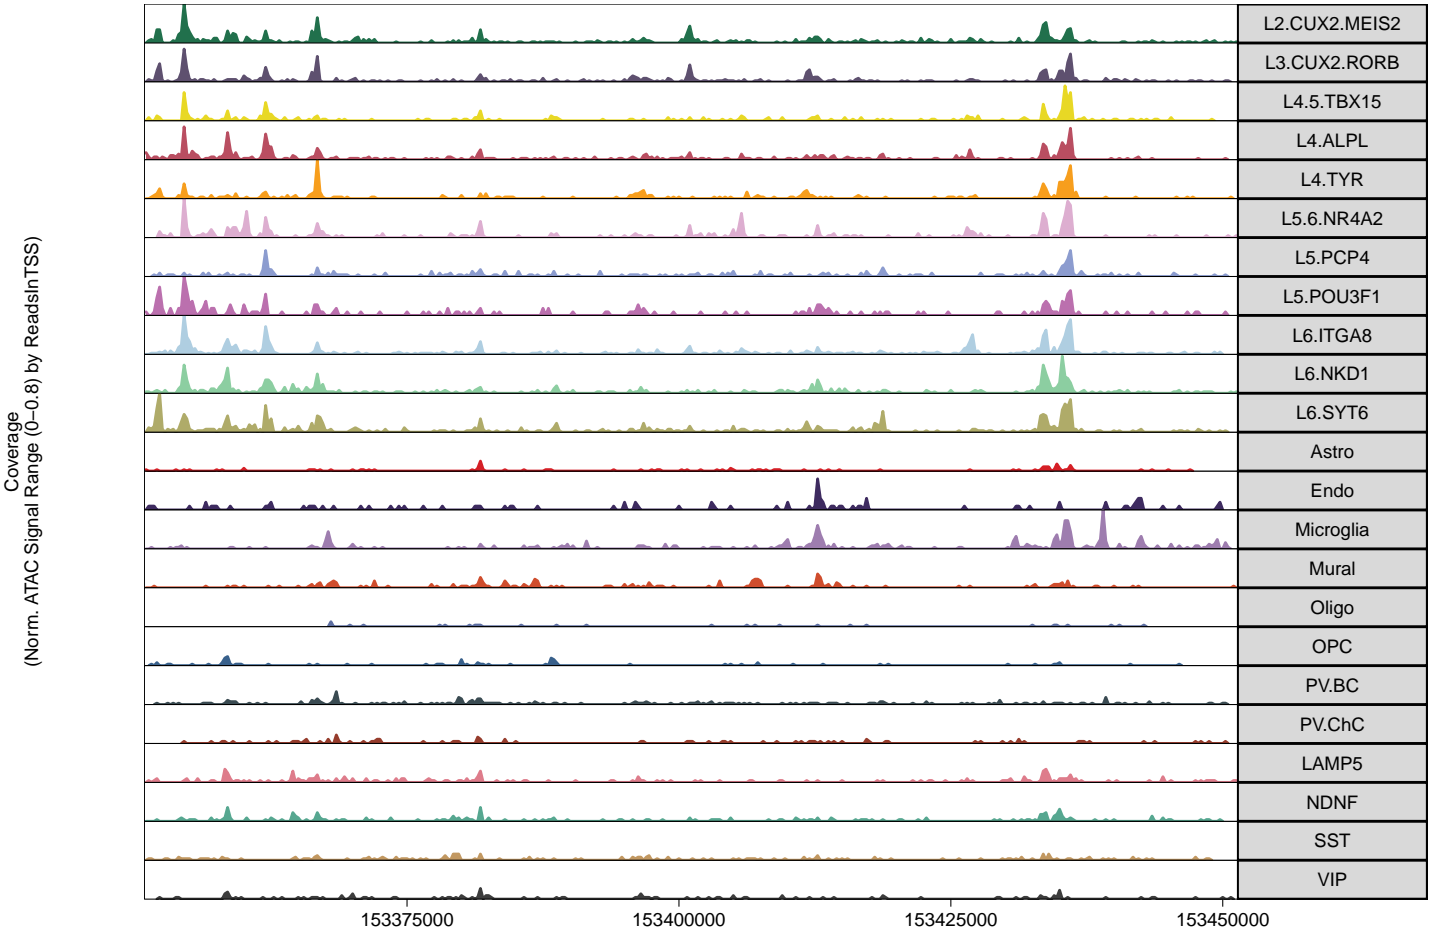 Coverage
(Norm. ATAC Signal Range (0–0.8) by ReadsInTSS)
L2.CUX2.MEIS2
L3.CUX2.RORB
L4.5.TBX15
L4.ALPL
L4.TYR
L5.6.NR4A2
L5.PCP4
L5.POU3F1
L6.ITGA8
L6.NKD1
L6.SYT6
Astro
Endo
Microglia
Mural
Oligo
OPC
PV.BC
PV.ChC
LAMP5
NDNF
SST
VIP
153375000 153400000 153425000 153450000